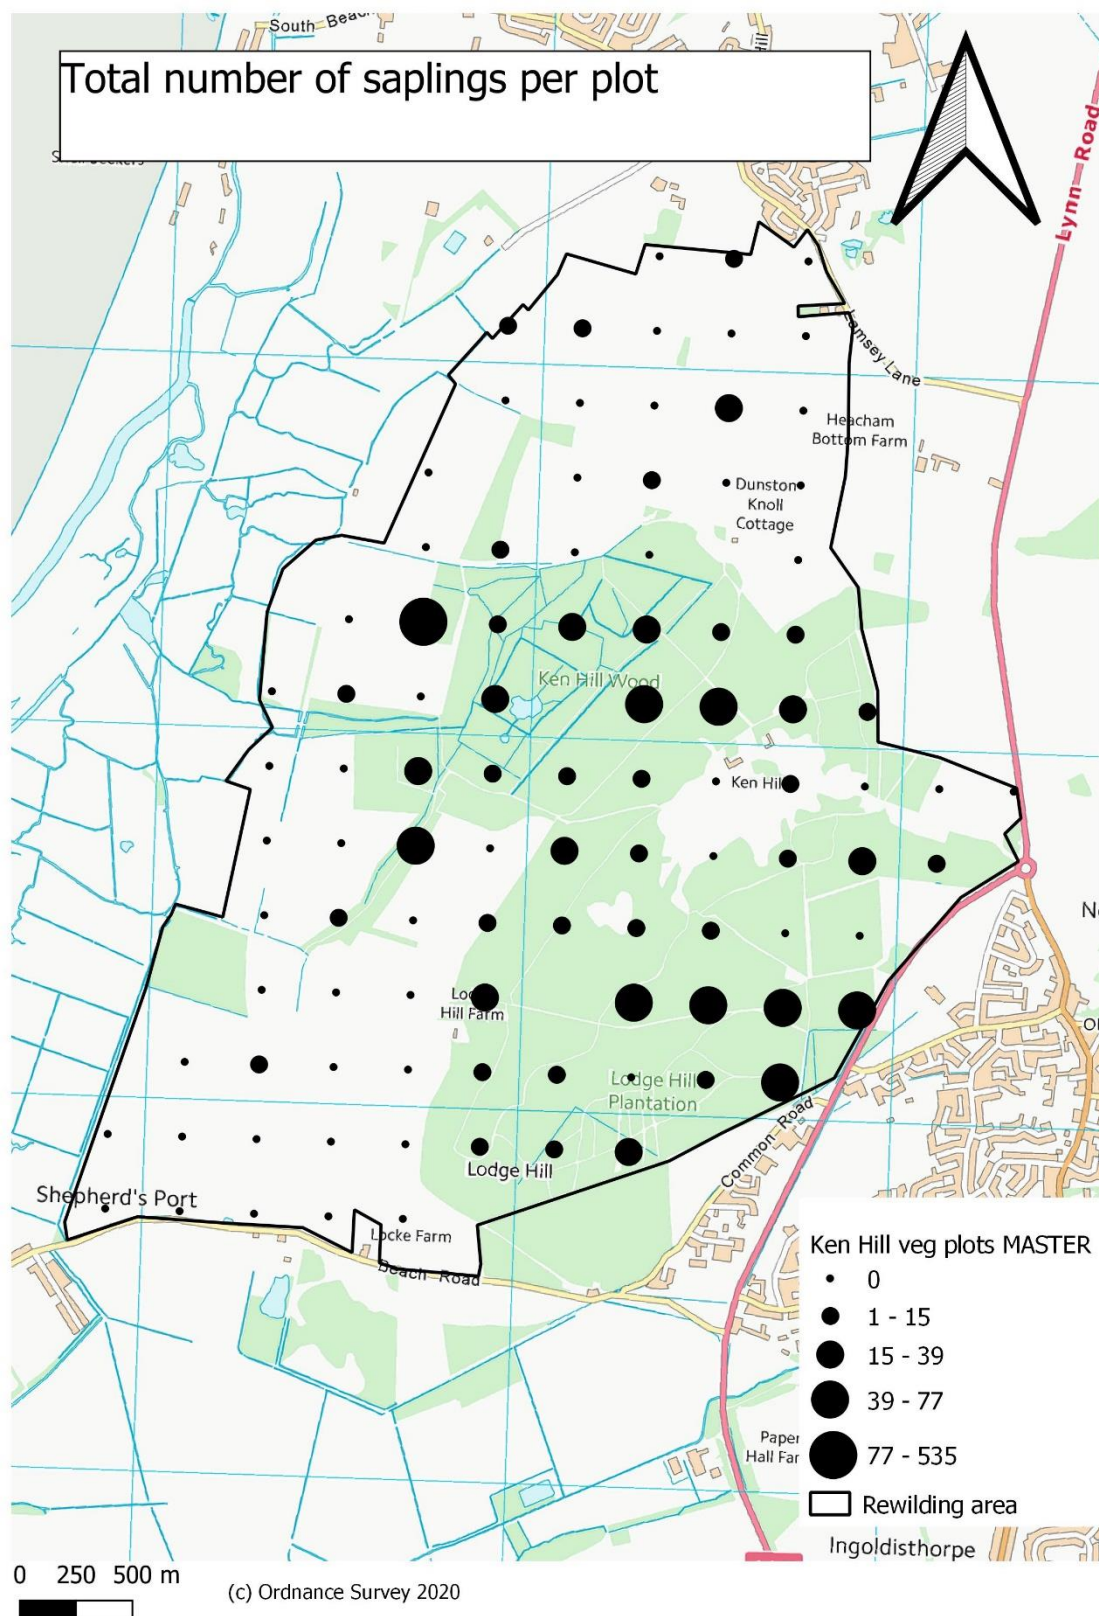 South Beach
Total number of saplings per plot
Lynn Road
Lamsey Lane
Heacham
Bottom Farm
Dunston
Knoll
Cottage
Ken Hill Wood
Ken Hill
Lodge
Hill Farm
Lodge Hill
Plantation
Common Road
Lodge Hill
Shepherd's Port
Locke Farm
Beach Road
Ken Hill veg plots MASTER
0
1 - 15
15 - 39
39 - 77
77 - 535
Rewilding area
Paper
Hall Far
Ingoldisthorpe
0 250 500 m
(c) Ordnance Survey 2020